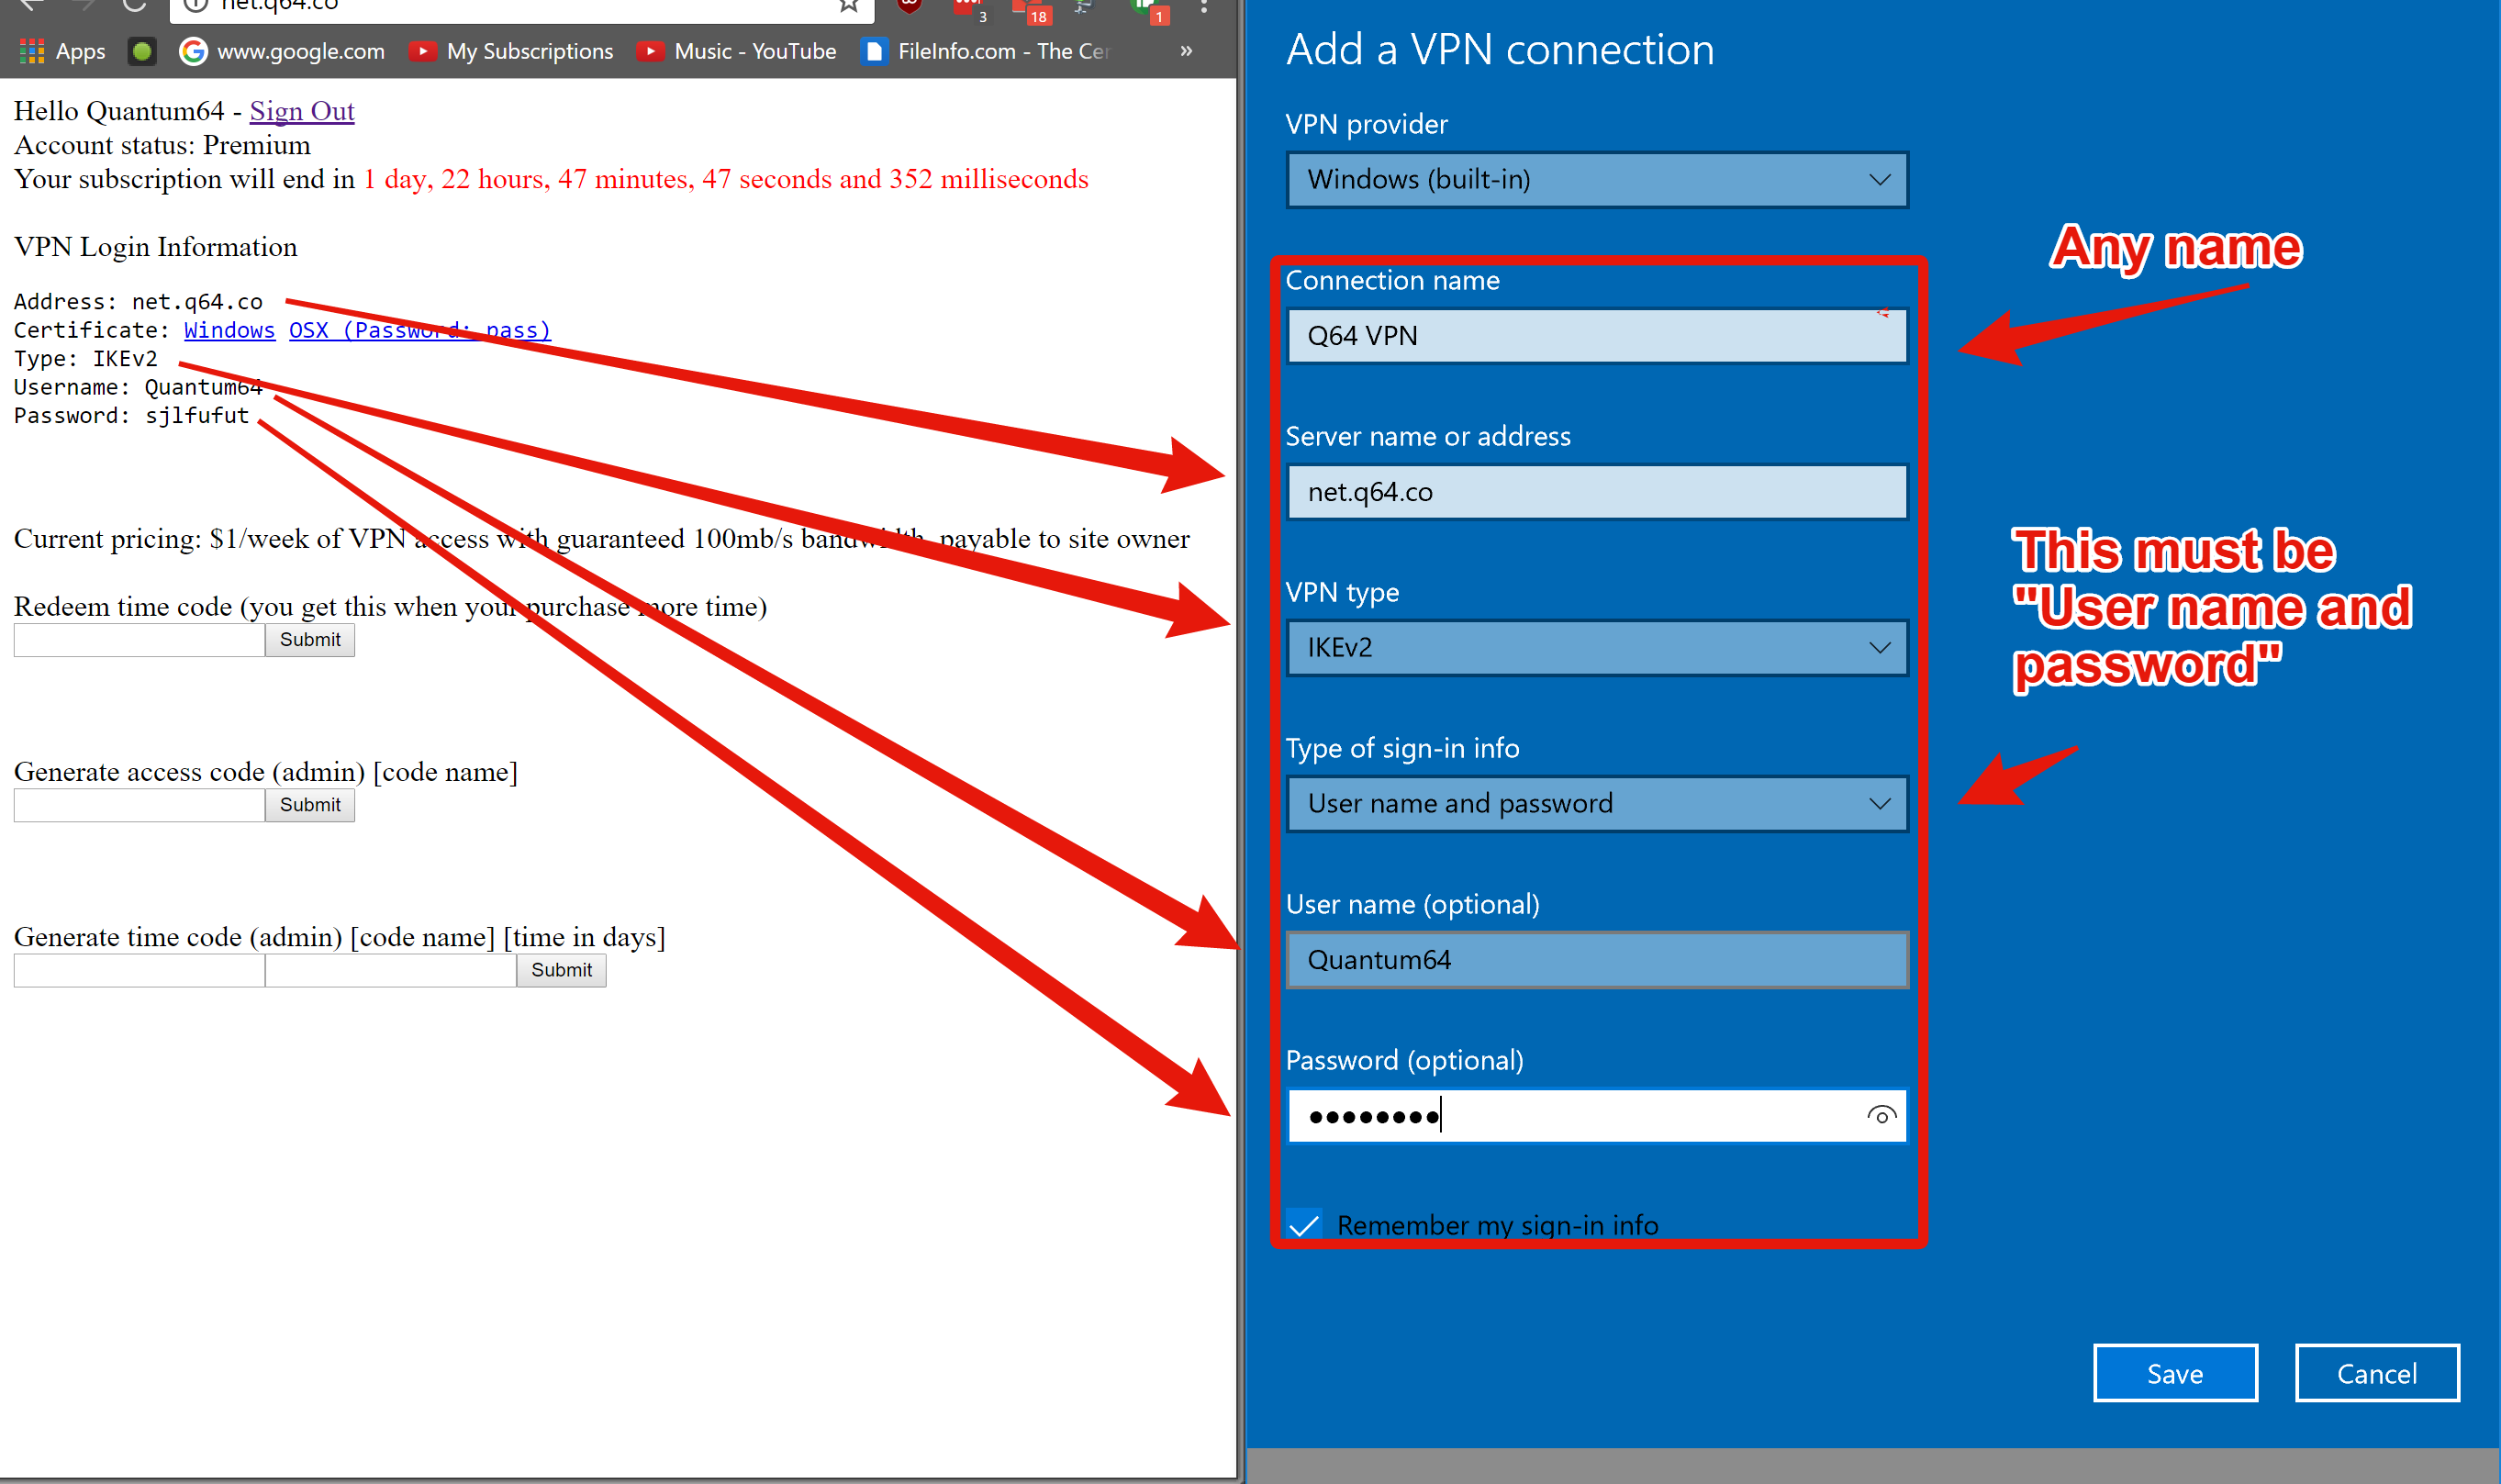 net.q64.co
3
18
1
Apps
www.google.com
My Subscriptions
Music - YouTube
FileInfo.com - The Cer
»
Hello Quantum64 - Sign Out
Account status: Premium
Your subscription will end in 1 day, 22 hours, 47 minutes, 47 seconds and 352 milliseconds
VPN Login Information
Address: net.q64.co
Certificate: Windows OSX (Password: pass)
Type: IKEv2
Username: Quantum64
Password: sjlfufut
Current pricing: $1/week of VPN access with guaranteed 100mb/s bandwidth, payable to site owner
Redeem time code (you get this when your purchase more time)
Submit
Generate access code (admin) [code name]
Submit
Generate time code (admin) [code name] [time in days]
Submit
Add a VPN connection
VPN provider
Windows (built-in)
Connection name
Q64 VPN
Server name or address
net.q64.co
VPN type
IKEv2
Type of sign-in info
User name and password
User name (optional)
Quantum64
Password (optional)
••••••••
Remember my sign-in info
Save
Cancel
Any name
This must be
"User name and
password"